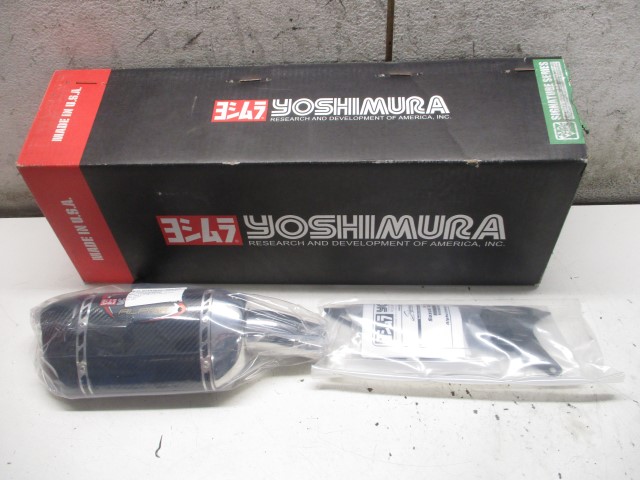 MADE IN U.S.A.
ヨシムラ YOSHIMURA
RESEARCH AND DEVELOPMENT OF AMERICA, INC.
SIGNATURE SERIES
MADE IN U.S.A.
ヨシムラ YOSHIMURA
RESEARCH AND DEVELOPMENT OF AMERICA, INC.